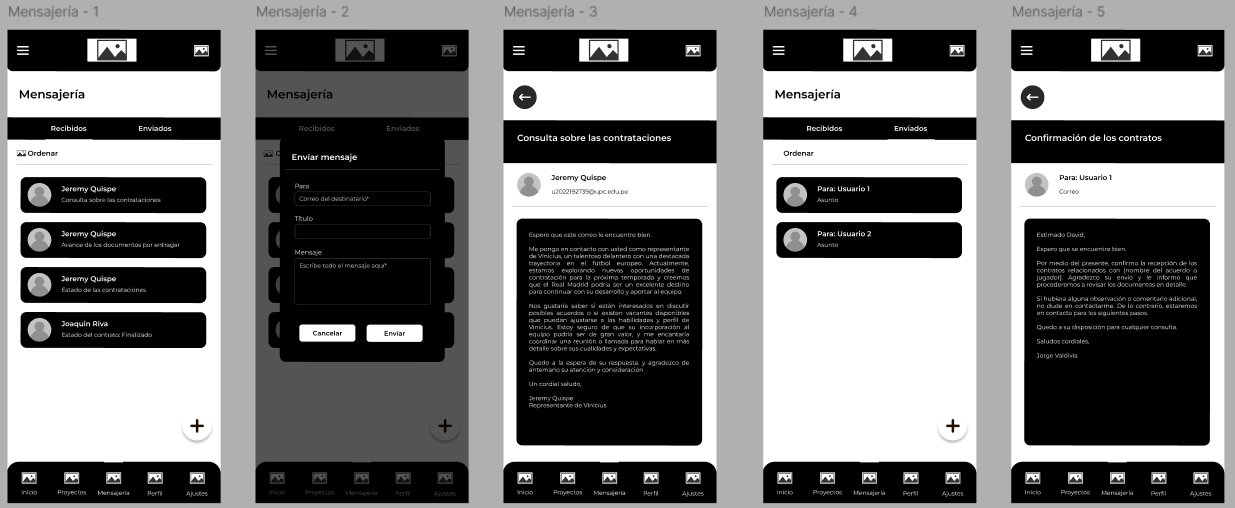 Mensajería - 1
Mensajería
Recibidos Enviados
Ordenar
Jeremy Quispe
Consulta sobre las contrataciones
Jeremy Quispe
Avance de los documentos por entregar
Jeremy Quispe
Estado de las contrataciones
Joaquin Riva
Estado del contrato: Finalizado
+
Inicio Proyectos Mensajería Perfil Ajustes
Mensajería - 2
Mensajería
Recibidos Enviados
Enviar mensaje
Para
Correo del destinatario*
Título
Mensaje
Escribe todo el mensaje aquí*
Cancelar Enviar
+
Inicio Proyectos Mensajería Perfil Ajustes
Mensajería - 3
Consulta sobre las contrataciones
Jeremy Quispe
u2022192739@upc.edu.pe
Espero que este correo le encuentre bien.
Me pongo en contacto con usted como representante
de Vinicius, un talentoso delantero con una destacada
trayectoria en el fútbol europeo. Actualmente,
estamos explorando nuevas oportunidades de
contratación para la próxima temporada y creemos
que el Real Madrid podría ser un excelente destino
para continuar con su desarrollo y aportar al equipo.
Nos gustaría saber si están interesados en discutir
posibles acuerdos o si existen vacantes disponibles
que puedan ajustarse a las habilidades y perfil de
Vinicius. Estoy seguro de que su incorporación al
equipo podría ser de gran valor, y me encantaría
coordinar una reunión o llamada para hablar en más
detalle sobre sus cualidades y expectativas.
Quedo a la espera de su respuesta, y agradezco de
antemano su atención y consideración.
Un cordial saludo,
Jeremy Quispe
Representante de Vinicius
Inicio Proyectos Mensajería Perfil Ajustes
Mensajería - 4
Mensajería
Recibidos Enviados
Ordenar
Para: Usuario 1
Asunto
Para: Usuario 2
Asunto
+
Inicio Proyectos Mensajería Perfil Ajustes
Mensajería - 5
Confirmación de los contratos
Para: Usuario 1
Correo
Estimado David,
Espero que se encuentre bien.
Por medio del presente, confirmo la recepción de los
contratos relacionados con [nombre del acuerdo o
jugador]. Agradezco su envío y le informo que
procederemos a revisar los documentos en detalle.
Si hubiera alguna observación o comentario adicional,
no dude en contactarme. De lo contrario, estaremos
en contacto para los siguientes pasos.
Quedo a su disposición para cualquier consulta.
Saludos cordiales,
Jorge Valdivia
Inicio Proyectos Mensajería Perfil Ajustes